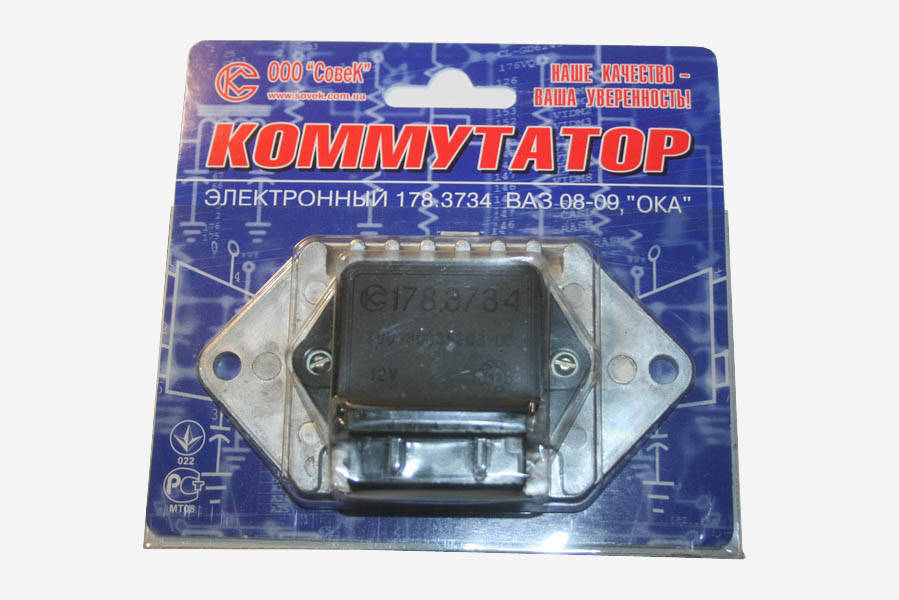 ООО "СовеК"
www.sovek.com.ua
НАШЕ КАЧЕСТВО -
ВАША УВЕРЕННОСТЬ!
КОММУТАТОР
ЭЛЕКТРОННЫЙ 178.3734 ВАЗ 08-09,"ОКА"
178.3734
12V
022
МТ08